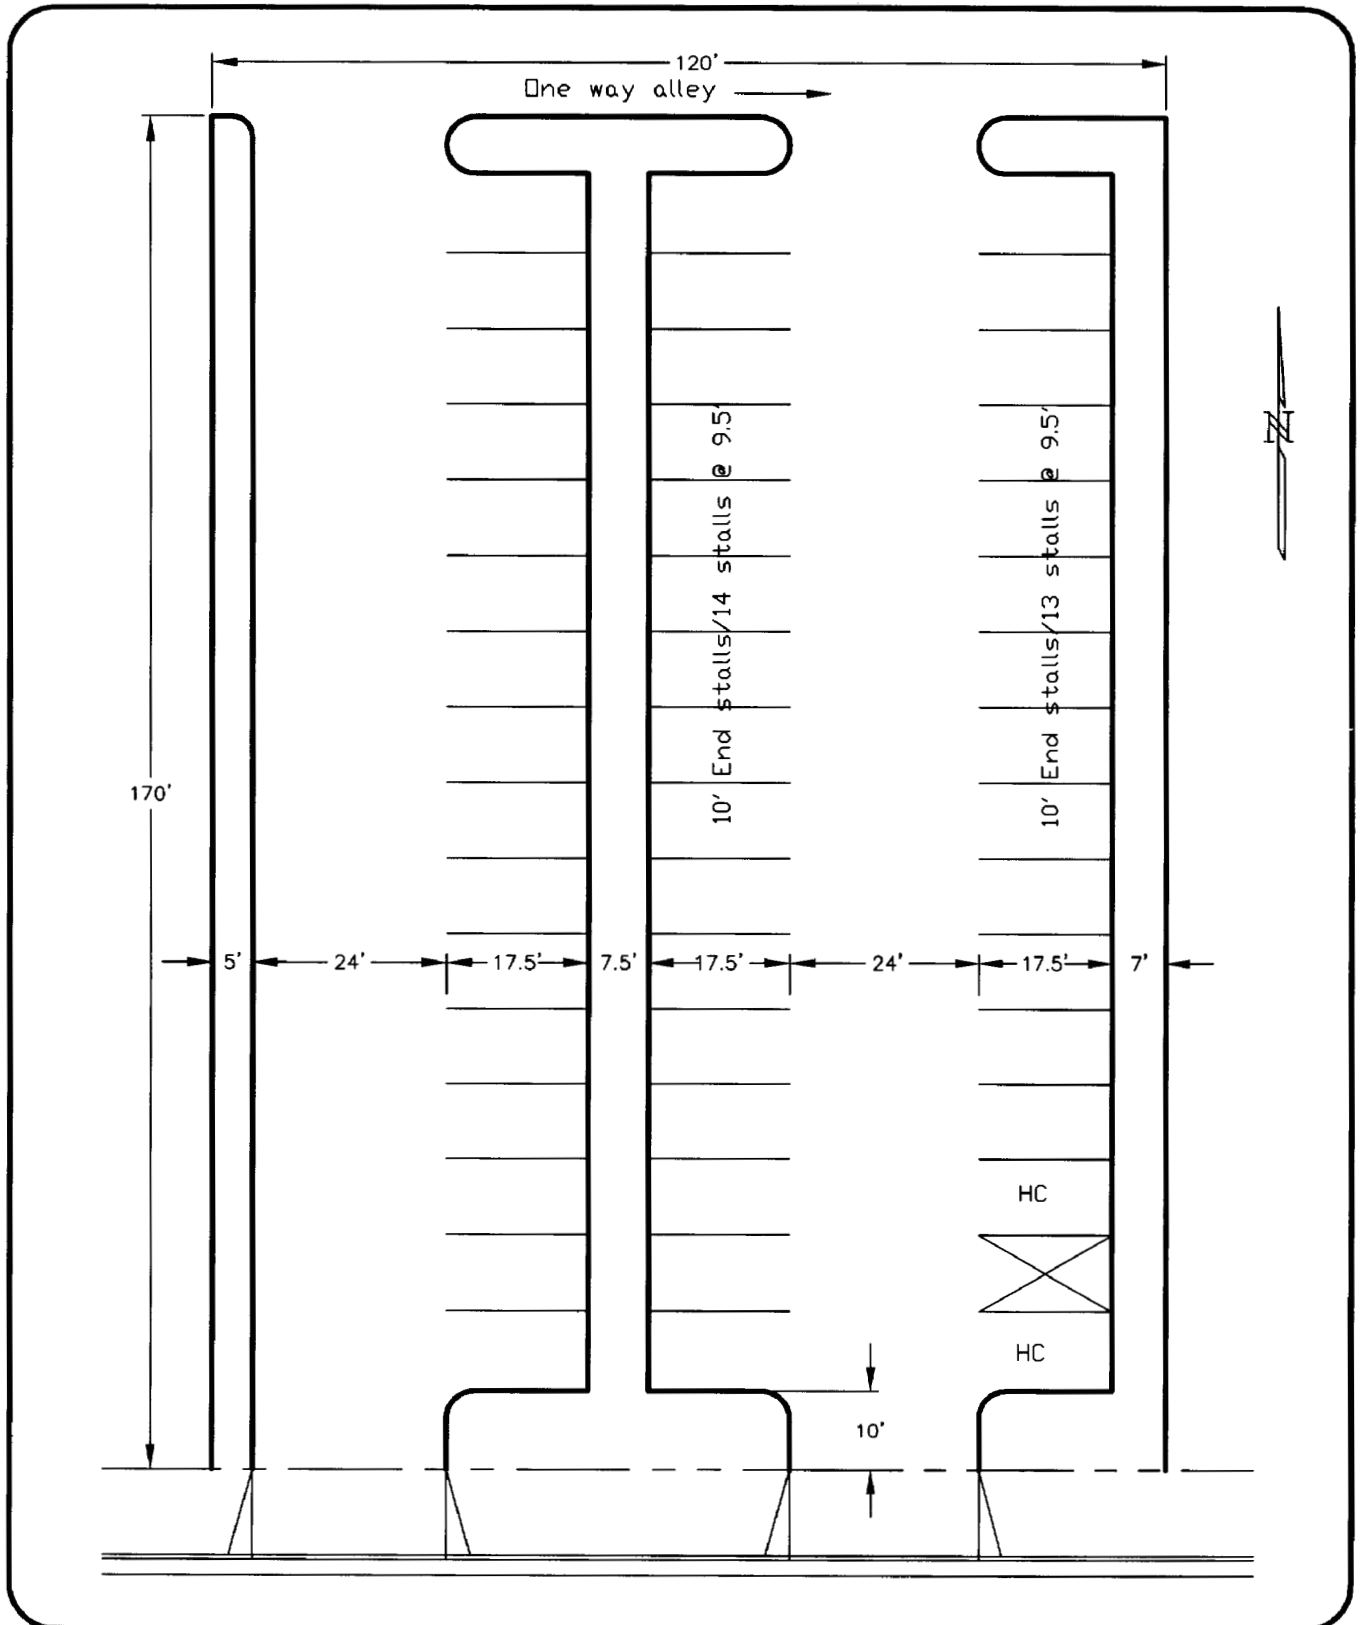 120'
One way alley
10' End stalls/14 stalls @ 9.5'
10' End stalls/13 stalls @ 9.5'
N
170'
5'
24'
17.5'
7.5'
17.5'
24'
17.5'
7'
HC
HC
10'